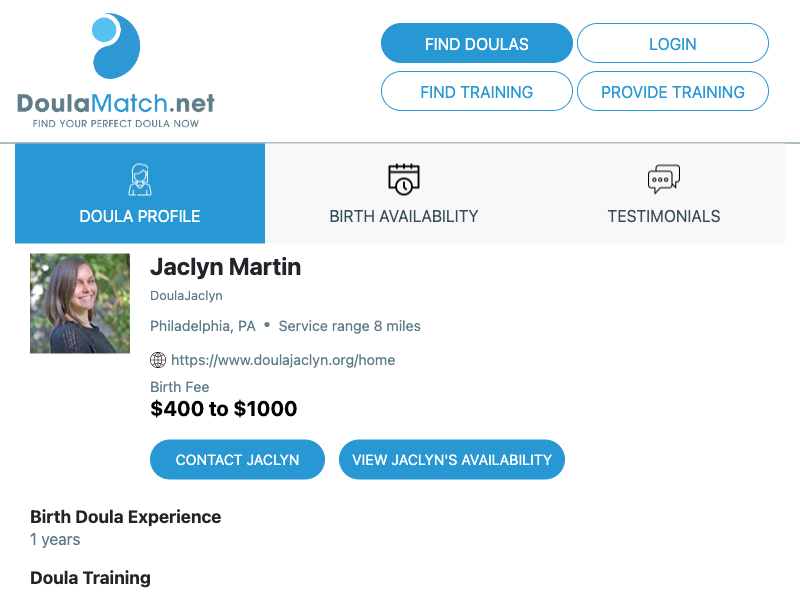 DoulaMatch.net
FIND YOUR PERFECT DOULA NOW
FIND DOULAS
LOGIN
FIND TRAINING
PROVIDE TRAINING
DOULA PROFILE
BIRTH AVAILABILITY
TESTIMONIALS
Jaclyn Martin
DoulaJaclyn
Philadelphia, PA • Service range 8 miles
https://www.doulajaclyn.org/home
Birth Fee
$400 to $1000
CONTACT JACLYN
VIEW JACLYN'S AVAILABILITY
Birth Doula Experience
1 years
Doula Training